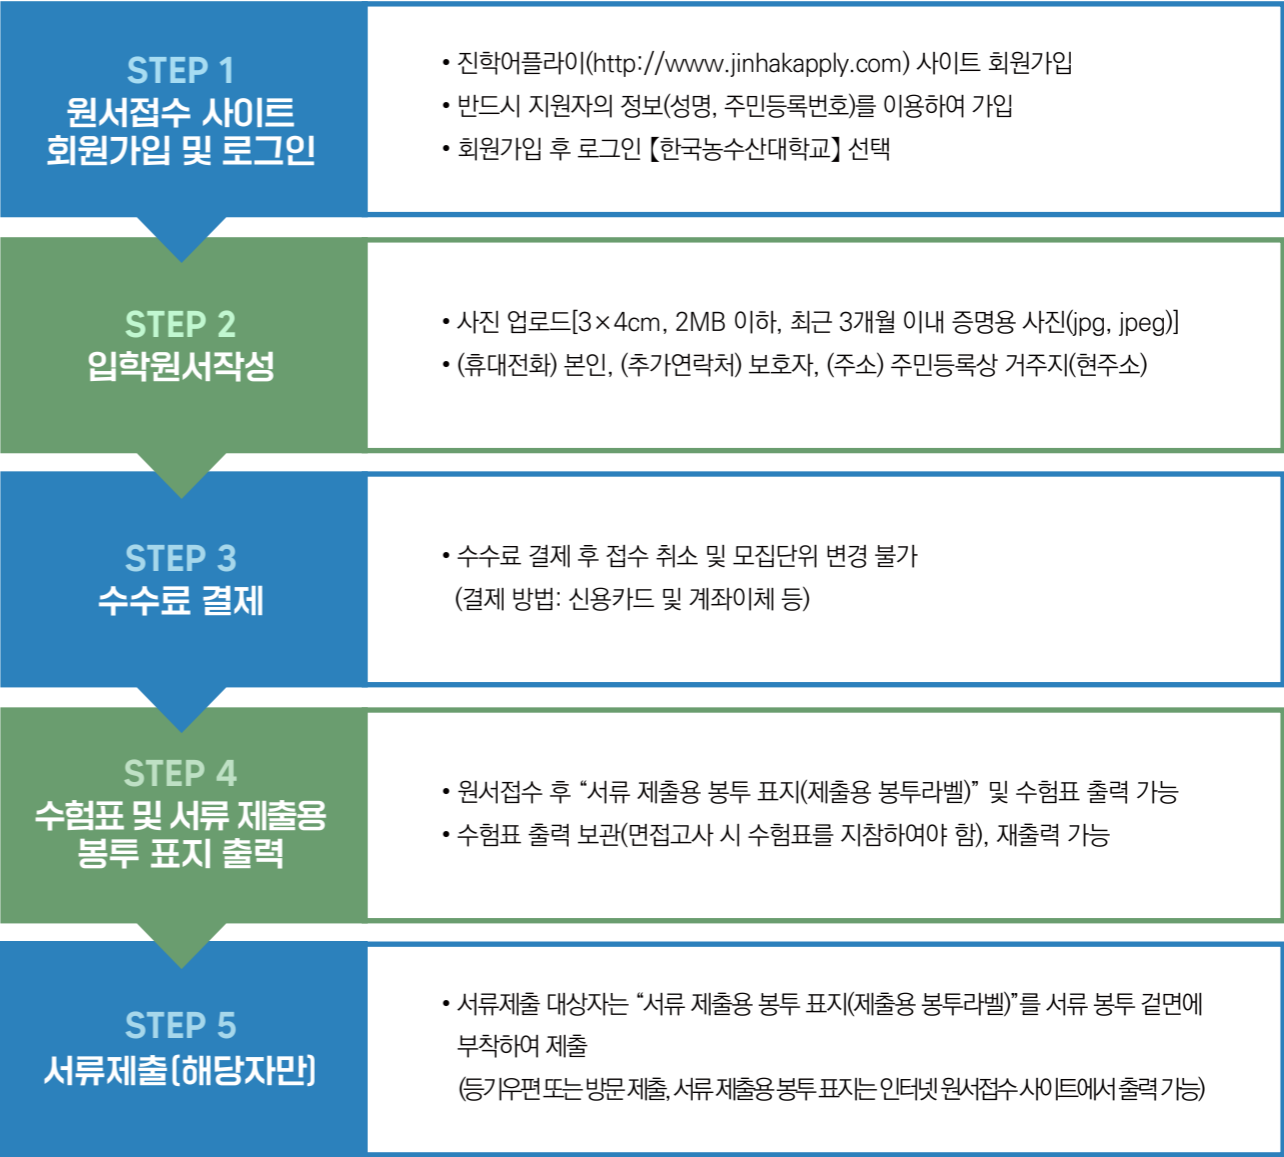 STEP 1
원서접수 사이트
회원가입 및 로그인
• 진학어플라이(http://www.jinhakapply.com) 사이트 회원가입
• 반드시 지원자의 정보(성명, 주민등록번호)를 이용하여 가입
• 회원가입 후 로그인【한국농수산대학교】선택
STEP 2
입학원서작성
• 사진 업로드[3×4cm, 2MB 이하, 최근 3개월 이내 증명용 사진(jpg, jpeg)]
• (휴대전화) 본인, (추가연락처) 보호자, (주소) 주민등록상 거주지(현주소)
STEP 3
수수료 결제
• 수수료 결제 후 접수 취소 및 모집단위 변경 불가
(결제 방법: 신용카드 및 계좌이체 등)
STEP 4
수험표 및 서류 제출용
봉투 표지 출력
• 원서접수 후 “서류 제출용 봉투 표지(제출용 봉투라벨)” 및 수험표 출력 가능
• 수험표 출력 보관(면접고사 시 수험표를 지참하여야 함), 재출력 가능
STEP 5
서류제출(해당자만)
• 서류제출 대상자는 “서류 제출용 봉투 표지(제출용 봉투라벨)”를 서류 봉투 겉면에
부착하여 제출
(등기우편 또는 방문 제출, 서류 제출용 봉투 표지는 인터넷 원서접수 사이트에서 출력 가능)